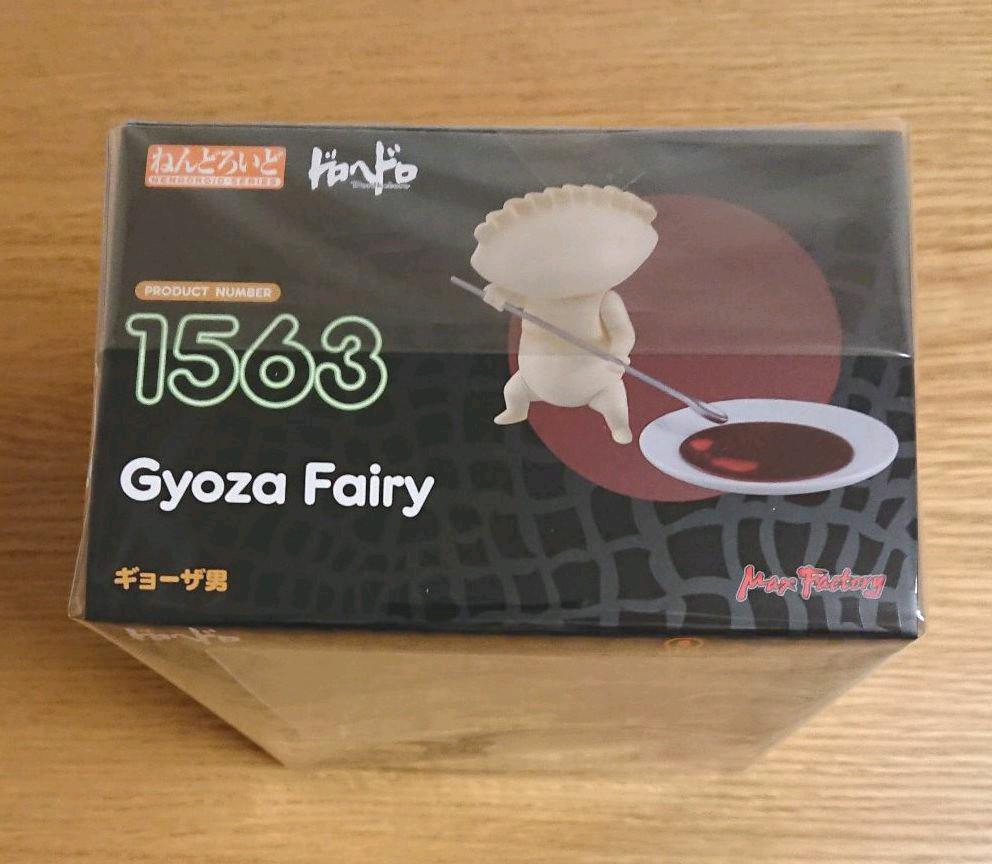 ねんどろいど
NENDOROID SERIES
ドロヘドロ
PRODUCT NUMBER
1563
Gyoza Fairy
ギョーザ男
Max Factory